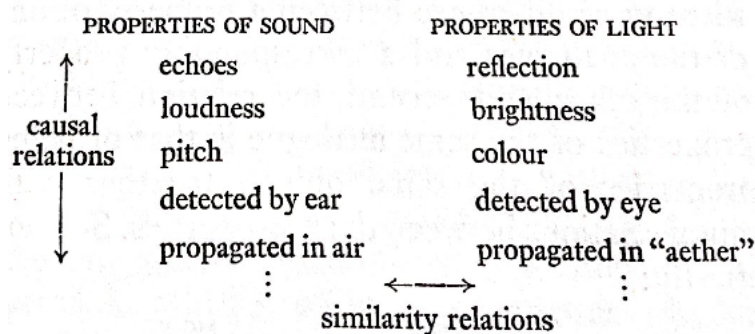 PROPERTIES OF SOUND PROPERTIES OF LIGHT
echoes reflection
loudness brightness
causal
relations
pitch colour
detected by ear detected by eye
propagated in air propagated in “aether”
⋮ ⋮
similarity relations